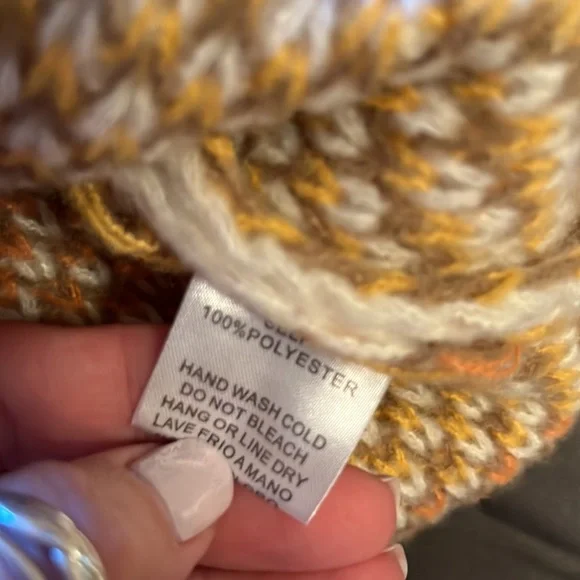 100%POLYESTER
HAND WASH COLD
DO NOT BLEACH
HANG OR LINE DRY
LAVE FRIO A MANO